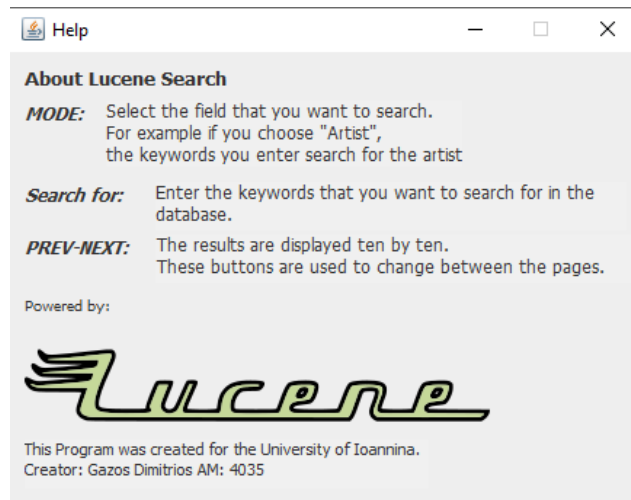 Help
About Lucene Search
MODE: Select the field that you want to search.
For example if you choose "Artist",
the keywords you enter search for the artist
Search for: Enter the keywords that you want to search for in the
database.
PREV-NEXT: The results are displayed ten by ten.
These buttons are used to change between the pages.
Powered by:
Lucene
This Program was created for the University of Ioannina.
Creator: Gazos Dimitrios AM: 4035